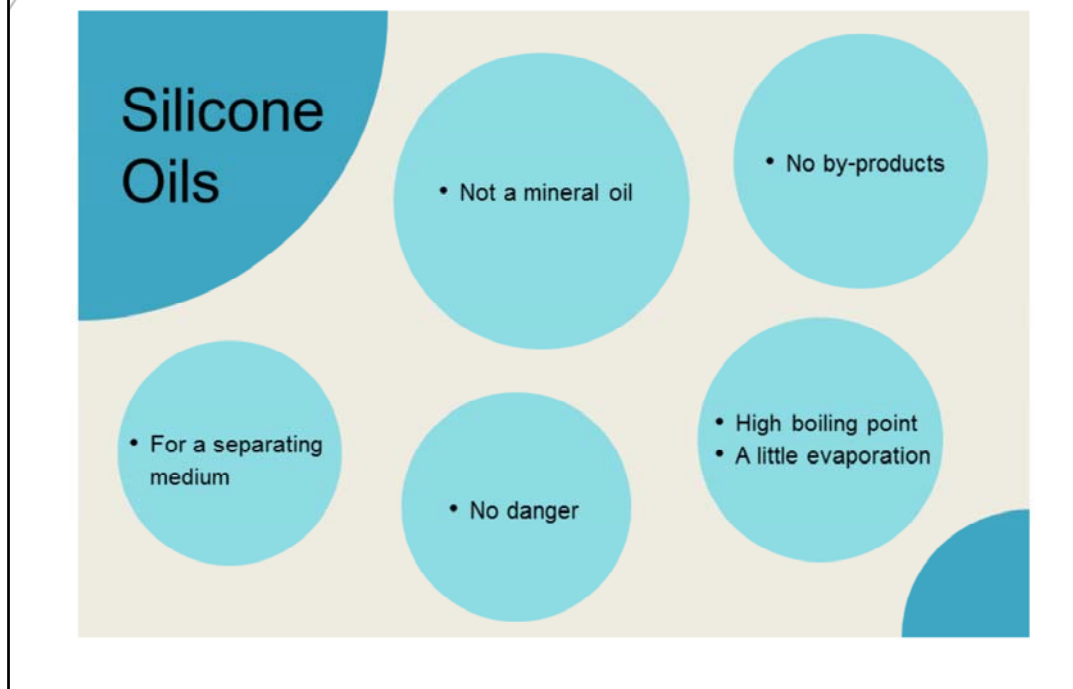 Silicone
Oils
• Not a mineral oil
• No by-products
• For a separating
medium
• No danger
• High boiling point
• A little evaporation